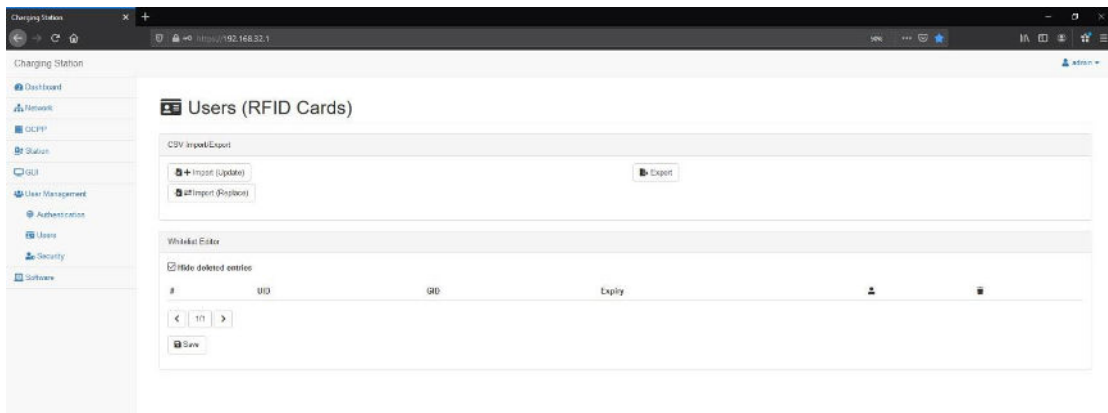 Charging Station
https://192.168.32.1
50%
Charging Station
admin
Dashboard
Network
OCPP
Station
GUI
User Management
Authentication
Users
Security
Software
Users (RFID Cards)
CSV Import/Export
Import (Update)
Export
Import (Replace)
Whitelist Editor
Hide deleted entries
# UID GID Expiry
1/1
Save